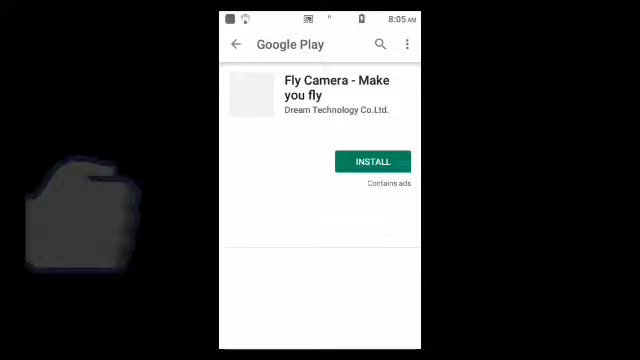 H
8:05 AM
Google Play
Fly Camera - Make
you fly
Dream Technology Co.Ltd.
INSTALL
Contains ads